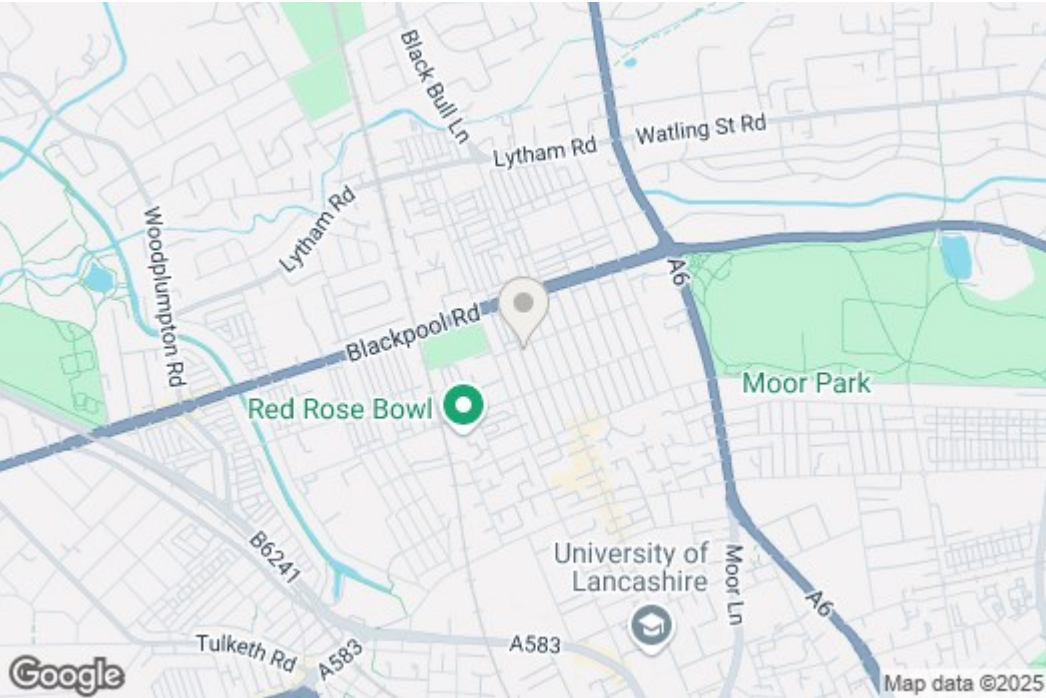 Black Bull Ln
Lytham Rd
Watling St Rd
Lytham Rd
Woodplumpton Rd
A6
Blackpool Rd
Moor Park
Red Rose Bowl
B6241
University of
Lancashire
Moor Ln
A6
Tulketh Rd
A583
A583
Google
Map data ©2025